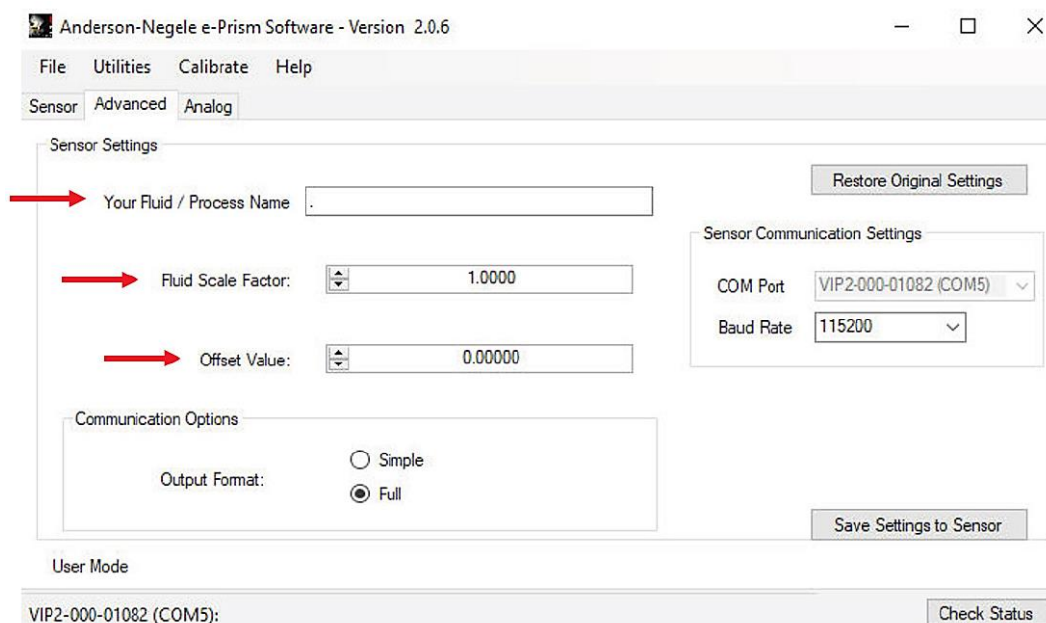 Anderson-Negele e-Prism Software - Version 2.0.6
File Utilities Calibrate Help
Sensor Advanced Analog
Sensor Settings
Your Fluid / Process Name .
Restore Original Settings
Sensor Communication Settings
Fluid Scale Factor: 1.0000
COM Port VIP2-000-01082 (COM5)
Baud Rate 115200
Offset Value: 0.00000
Communication Options
Output Format:
Simple
Full
Save Settings to Sensor
User Mode
VIP2-000-01082 (COM5):
Check Status